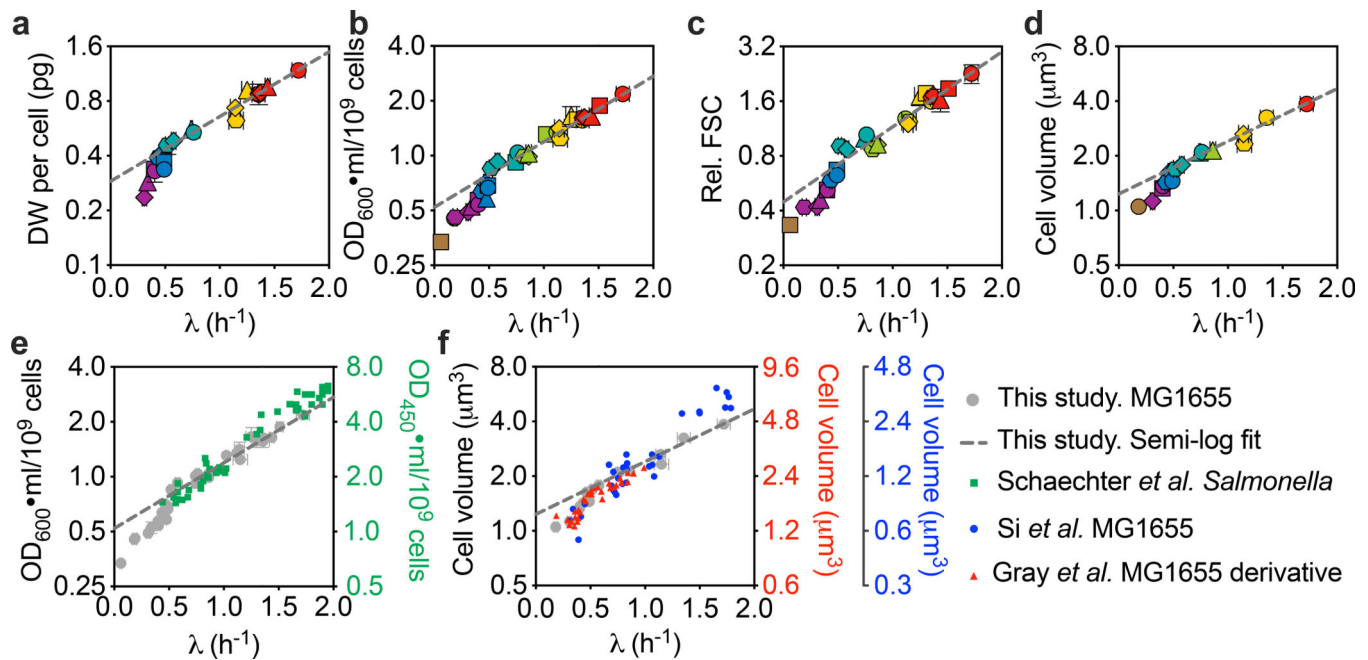 a
DW per cell (pg)
1.6
0.8
0.4
0.2
0.1
0.0 0.5 1.0 1.5 2.0
λ (h⁻¹)
b
OD₆₀₀•ml/10⁹ cells
4.0
2.0
1.0
0.5
0.25
0.0 0.5 1.0 1.5 2.0
λ (h⁻¹)
c
Rel. FSC
3.2
1.6
0.8
0.4
0.2
0.0 0.5 1.0 1.5 2.0
λ (h⁻¹)
d
Cell volume (μm³)
8.0
4.0
2.0
1.0
0.5
0.0 0.5 1.0 1.5 2.0
λ (h⁻¹)
e
OD₆₀₀•ml/10⁹ cells
4.0
2.0
1.0
0.5
0.25
0.0 0.5 1.0 1.5 2.0
λ (h⁻¹)
8.0
4.0
2.0
1.0
0.5
OD₄₅₀•ml/10⁹ cells
f
Cell volume (μm³)
8.0
4.0
2.0
1.0
0.5
0.0 0.5 1.0 1.5 2.0
λ (h⁻¹)
9.6
4.8
2.4
1.2
0.6
Cell volume (μm³)
4.8
2.4
1.2
0.6
0.3
Cell volume (μm³)
This study. MG1655
This study. Semi-log fit
Schaechter et al. Salmonella
Si et al. MG1655
Gray et al. MG1655 derivative